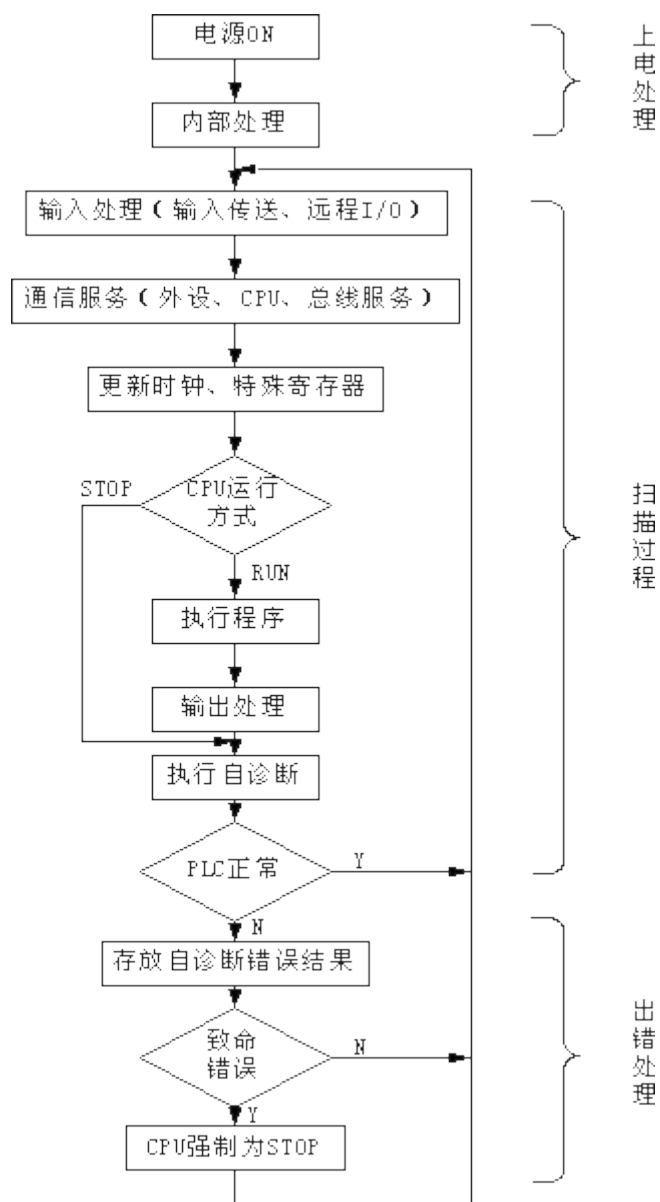 电源ON
上
电
处
理
内部处理
输入处理(输入传送、远程I/O)
通信服务(外设、CPU、总线服务)
更新时钟、特殊寄存器
STOP
CPU运行
方式
扫
描
过
程
RUN
执行程序
输出处理
执行自诊断
PLC正常
Y
N
存放自诊断错误结果
致命
错误
N
出
错
处
理
Y
CPU强制为STOP